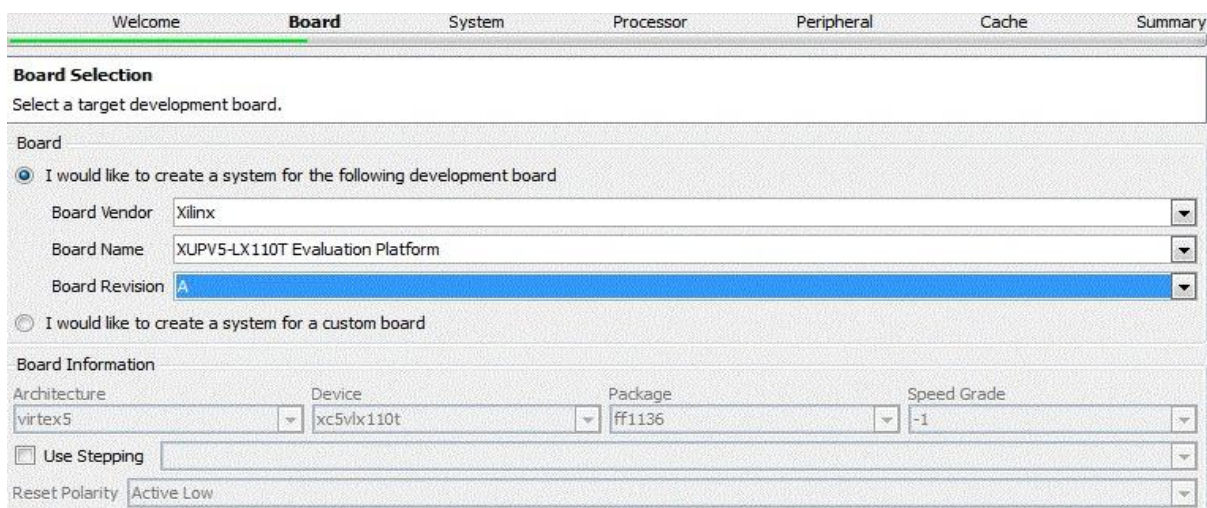 Welcome Board System Processor Peripheral Cache Summary
Board Selection
Select a target development board.
Board
I would like to create a system for the following development board
Board Vendor Xilinx
Board Name XUPV5-LX110T Evaluation Platform
Board Revision A
I would like to create a system for a custom board
Board Information
Architecture Device Package Speed Grade
virtex5 xc5vlx110t ff1136 -1
Use Stepping
Reset Polarity Active Low